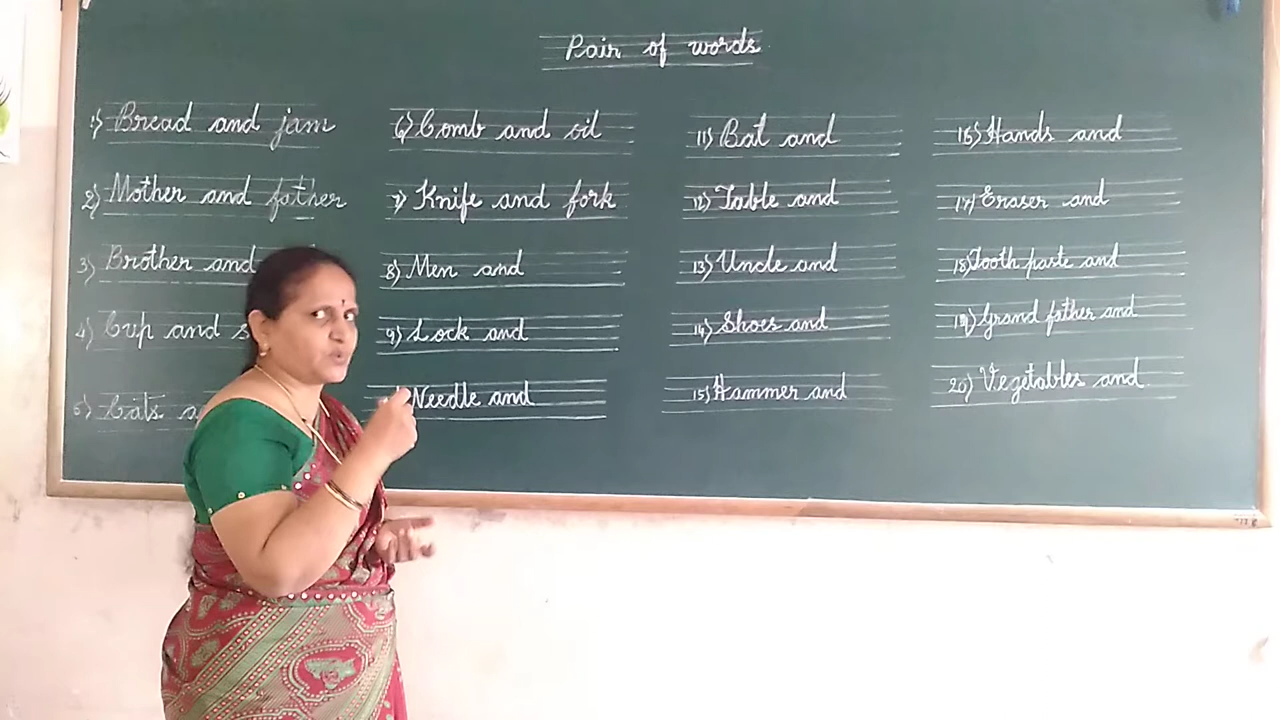 Pair of words
1) Bread and jam
2) Mother and father
3) Brother and
4) Cup and s
5) Cats a
6) Comb and oil
7) Knife and fork
8) Men and
9) Lock and
Needle and
11) Bat and
12) Table and
13) Uncle and
14) Shoes and
15) Hammer and
16) Hands and
17) Eraser and
18) Tooth paste and
19) Grand father and
20) Vegetables and